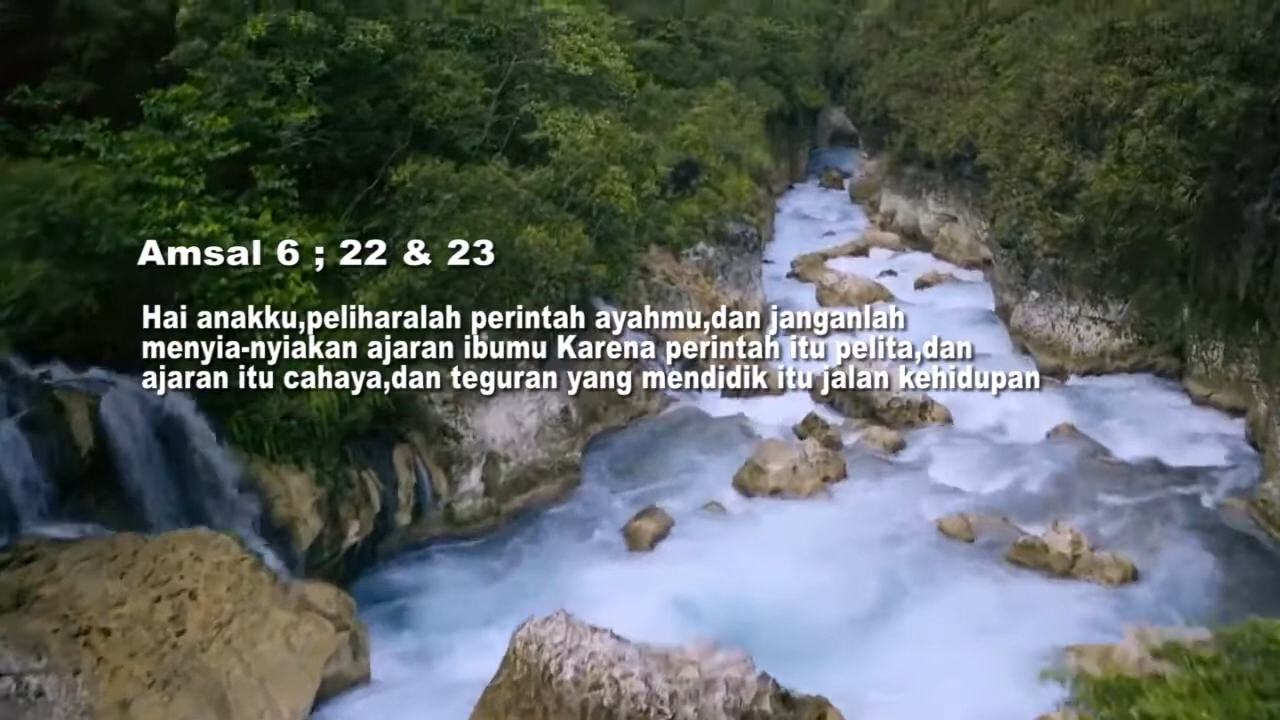 Amsal 6 ; 22 & 23
Hai anakku,peliharalah perintah ayahmu,dan janganlah
menyia-nyiakan ajaran ibumu Karena perintah itu pelita,dan
ajaran itu cahaya,dan teguran yang mendidik itu jalan kehidupan